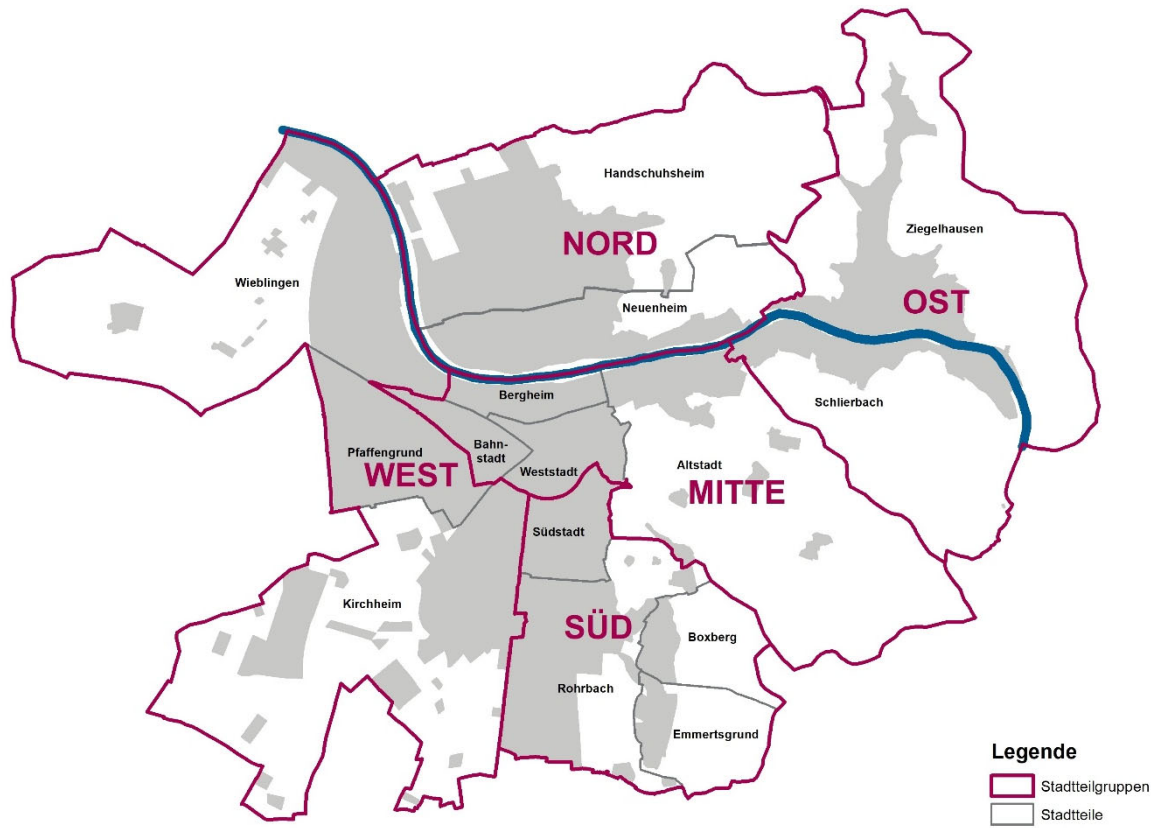 Handschuhsheim
NORD
Ziegelhausen
Wieblingen
OST
Neuenheim
Bergheim
Schlierbach
Pfaffengrund
Bahn-
stadt
WEST
Weststadt
Altstadt
MITTE
Südstadt
Kirchheim
SÜD
Boxberg
Rohrbach
Emmertsgrund
Legende
Stadtteilgruppen
Stadtteile